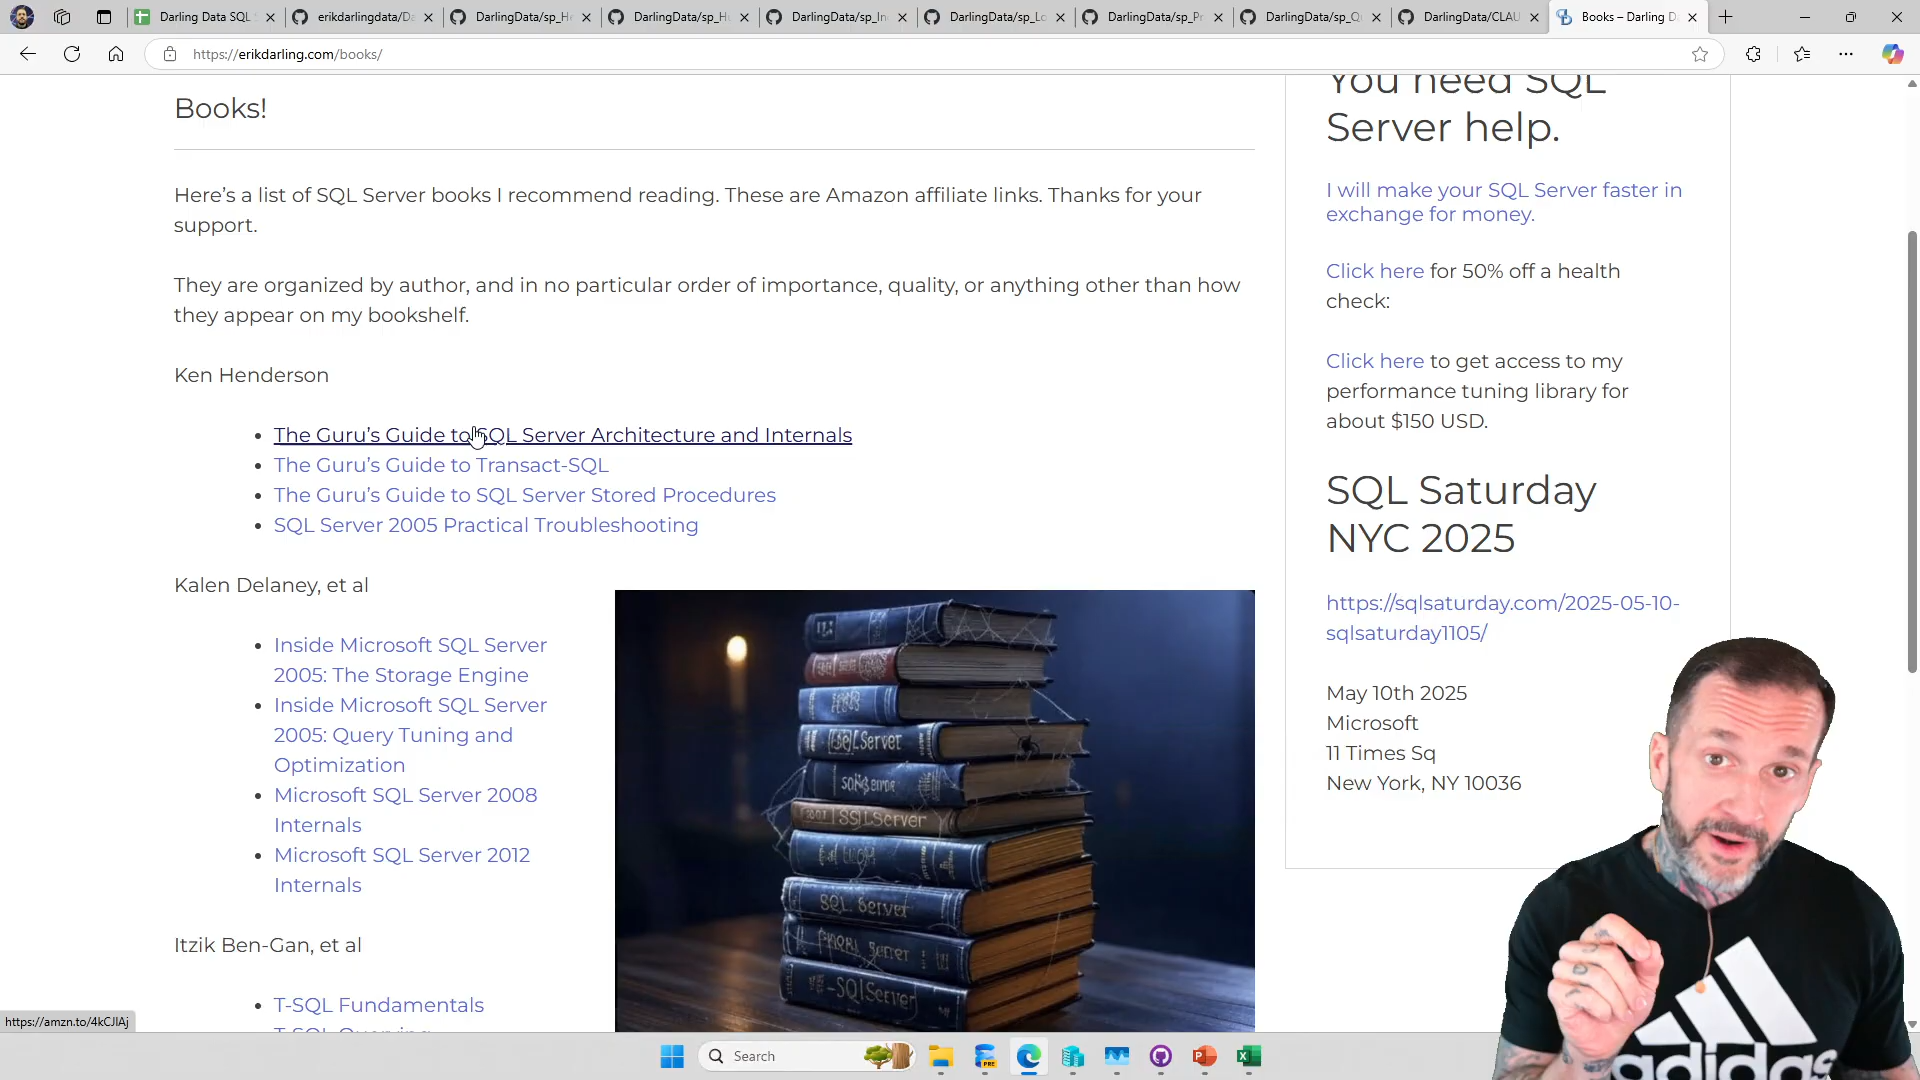 Darling Data SQL
erikdarlingdata/Da
DarlingData/sp_H
DarlingData/sp_H
DarlingData/sp_In
DarlingData/sp_Lo
DarlingData/sp_Pr
DarlingData/sp_Q
DarlingData/CLAU
Books – Darling D
https://erikdarling.com/books/
Books!
Here’s a list of SQL Server books I recommend reading. These are Amazon affiliate links. Thanks for your
support.
They are organized by author, and in no particular order of importance, quality, or anything other than how
they appear on my bookshelf.
Ken Henderson
The Guru’s Guide to SQL Server Architecture and Internals
The Guru’s Guide to Transact-SQL
The Guru’s Guide to SQL Server Stored Procedures
SQL Server 2005 Practical Troubleshooting
Kalen Delaney, et al
Inside Microsoft SQL Server
2005: The Storage Engine
Inside Microsoft SQL Server
2005: Query Tuning and
Optimization
Microsoft SQL Server 2008
Internals
Microsoft SQL Server 2012
Internals
Itzik Ben-Gan, et al
T-SQL Fundamentals
T-SQL Querying
SQL Server
You need SQL
Server help.
I will make your SQL Server faster in
exchange for money.
Click here for 50% off a health
check:
Click here to get access to my
performance tuning library for
about $150 USD.
SQL Saturday
NYC 2025
https://sqlsaturday.com/2025-05-10-
sqlsaturday1105/
May 10th 2025
Microsoft
11 Times Sq
New York, NY 10036
adidas
https://amzn.to/4kCJlAj
Search
PRE